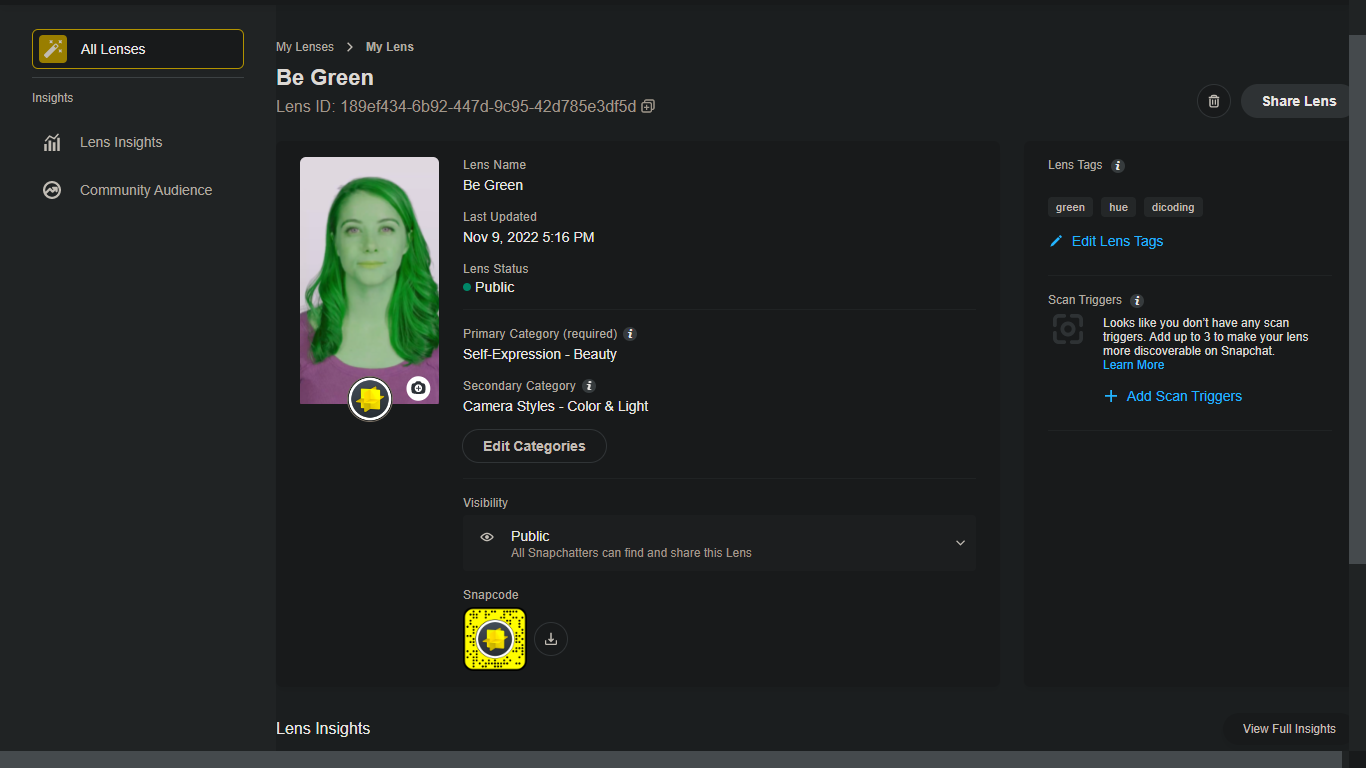 All Lenses
Insights
Lens Insights
Community Audience
My Lenses > My Lens
Be Green
Lens ID: 189ef434-6b92-447d-9c95-42d785e3df5d
Share Lens
Lens Name
Be Green
Last Updated
Nov 9, 2022 5:16 PM
Lens Status
Public
Primary Category (required)
Self-Expression - Beauty
Secondary Category
Camera Styles - Color & Light
Edit Categories
Visibility
Public
All Snapchatters can find and share this Lens
Snapcode
Lens Tags
green hue dicoding
Edit Lens Tags
Scan Triggers
Looks like you don't have any scan
triggers. Add up to 3 to make your lens
more discoverable on Snapchat.
Learn More
+ Add Scan Triggers
Lens Insights
View Full Insights